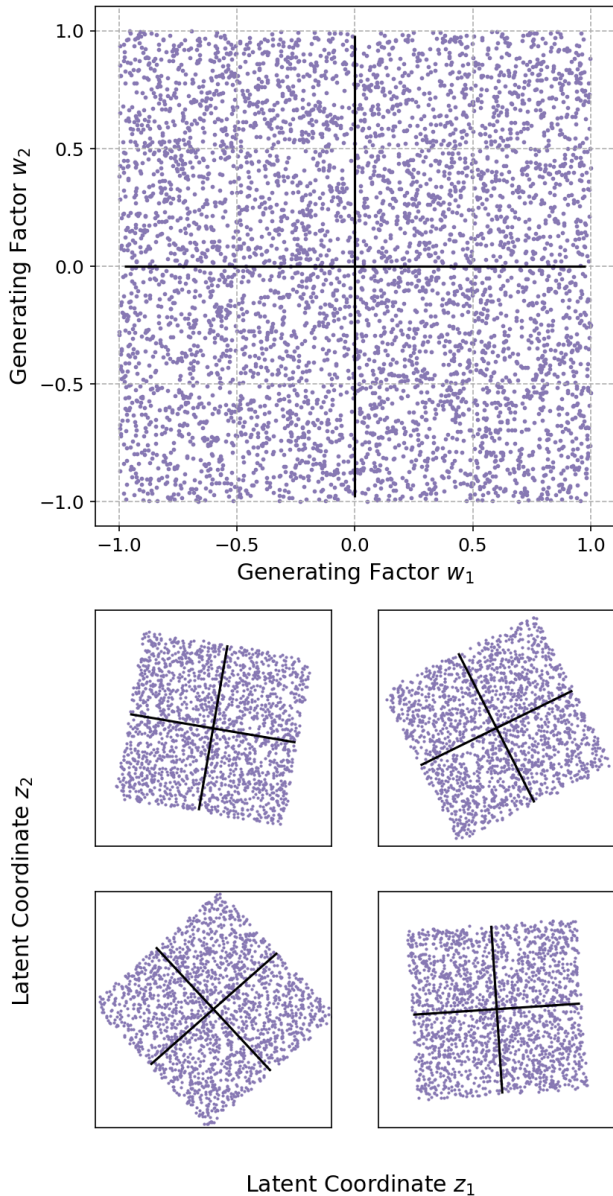 1.0
0.5
0.0
−0.5
−1.0
Generating Factor w₂
−1.0 −0.5 0.0 0.5 1.0
Generating Factor w₁
Latent Coordinate z₂
Latent Coordinate z₁